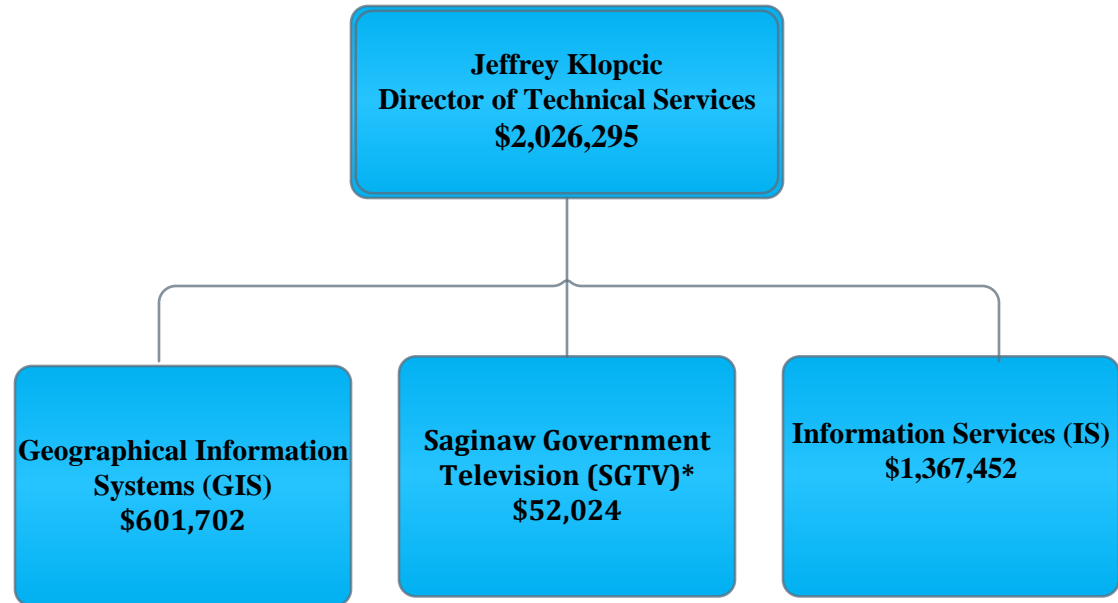 Jeffrey Klopcic
Director of Technical Services
$2,026,295
Geographical Information
Systems (GIS)
$601,702
Saginaw Government
Television (SGTV)*
$52,024
Information Services (IS)
$1,367,452